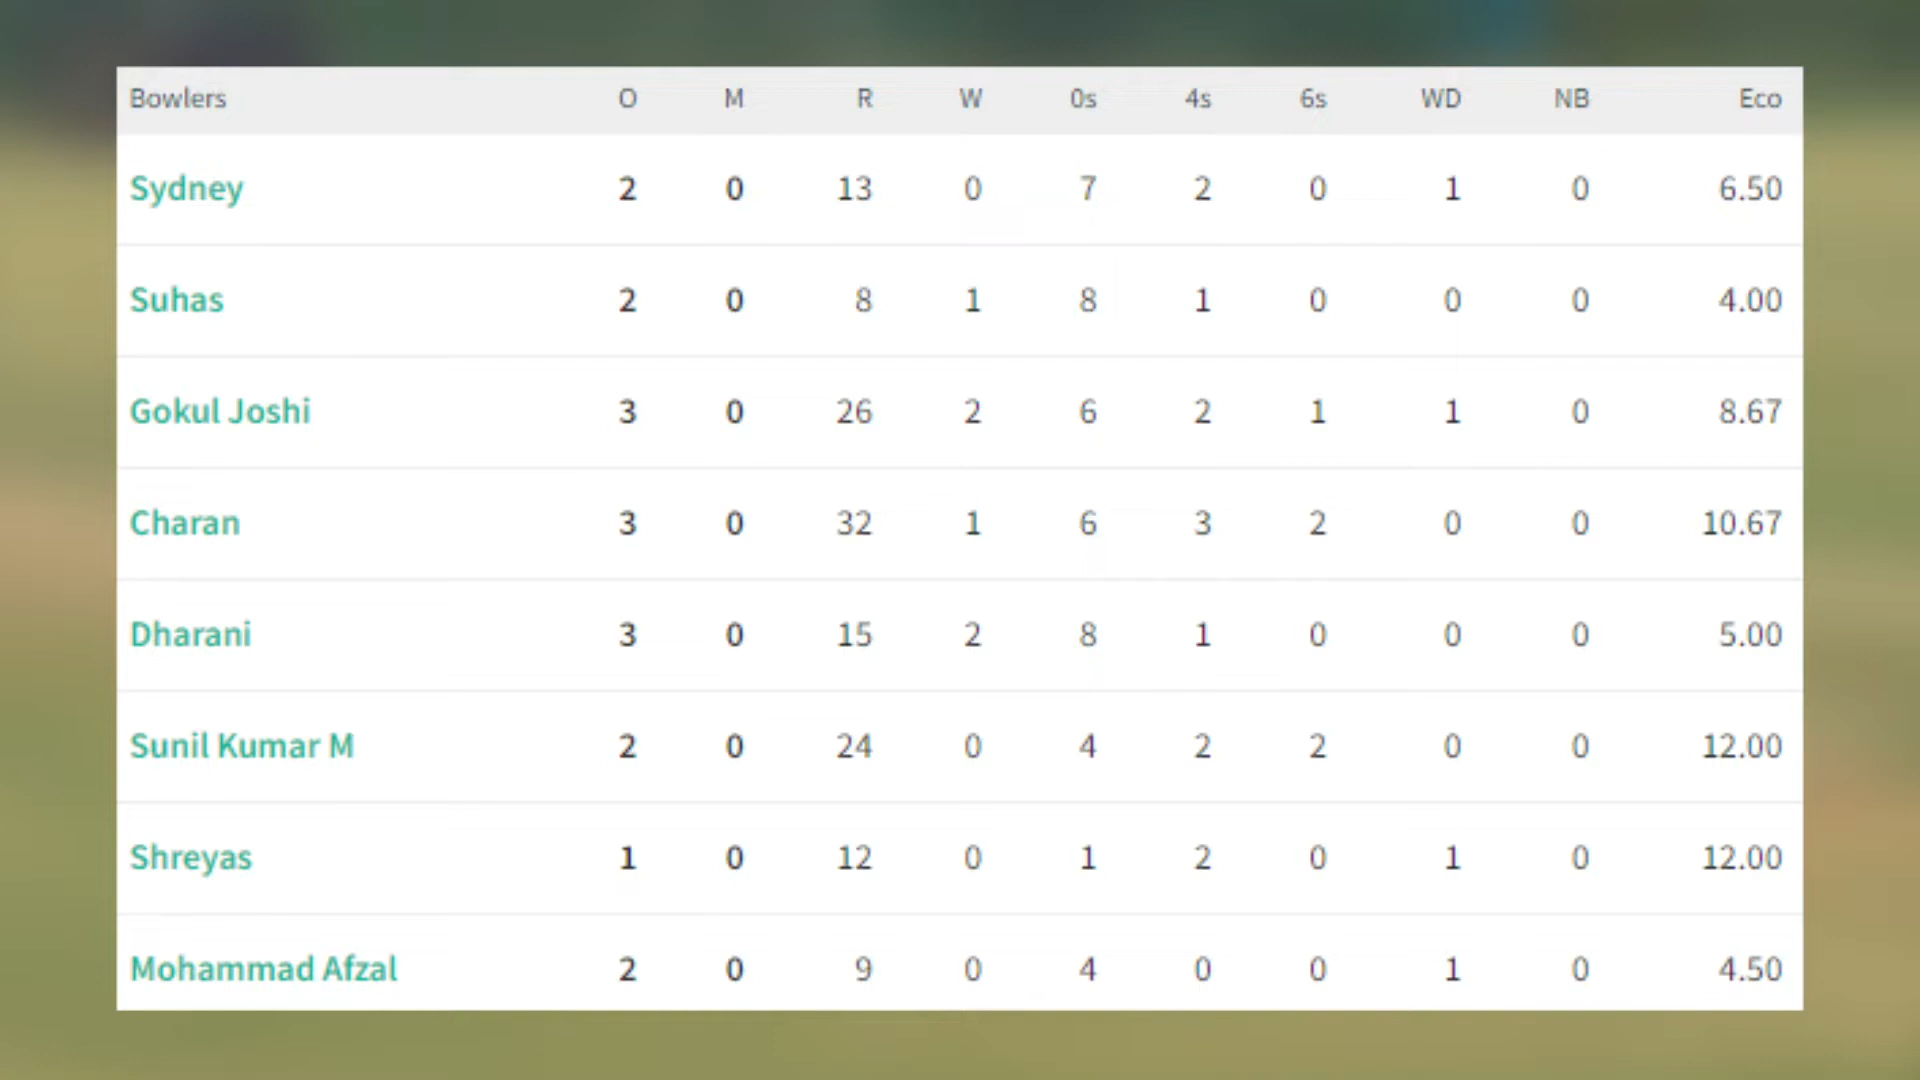 Bowlers O M R W 0s 4s 6s WD NB Eco
Sydney 2 0 13 0 7 2 0 1 0 6.50
Suhas 2 0 8 1 8 1 0 0 0 4.00
Gokul Joshi 3 0 26 2 6 2 1 1 0 8.67
Charan 3 0 32 1 6 3 2 0 0 10.67
Dharani 3 0 15 2 8 1 0 0 0 5.00
Sunil Kumar M 2 0 24 0 4 2 2 0 0 12.00
Shreyas 1 0 12 0 1 2 0 1 0 12.00
Mohammad Afzal 2 0 9 0 4 0 0 1 0 4.50